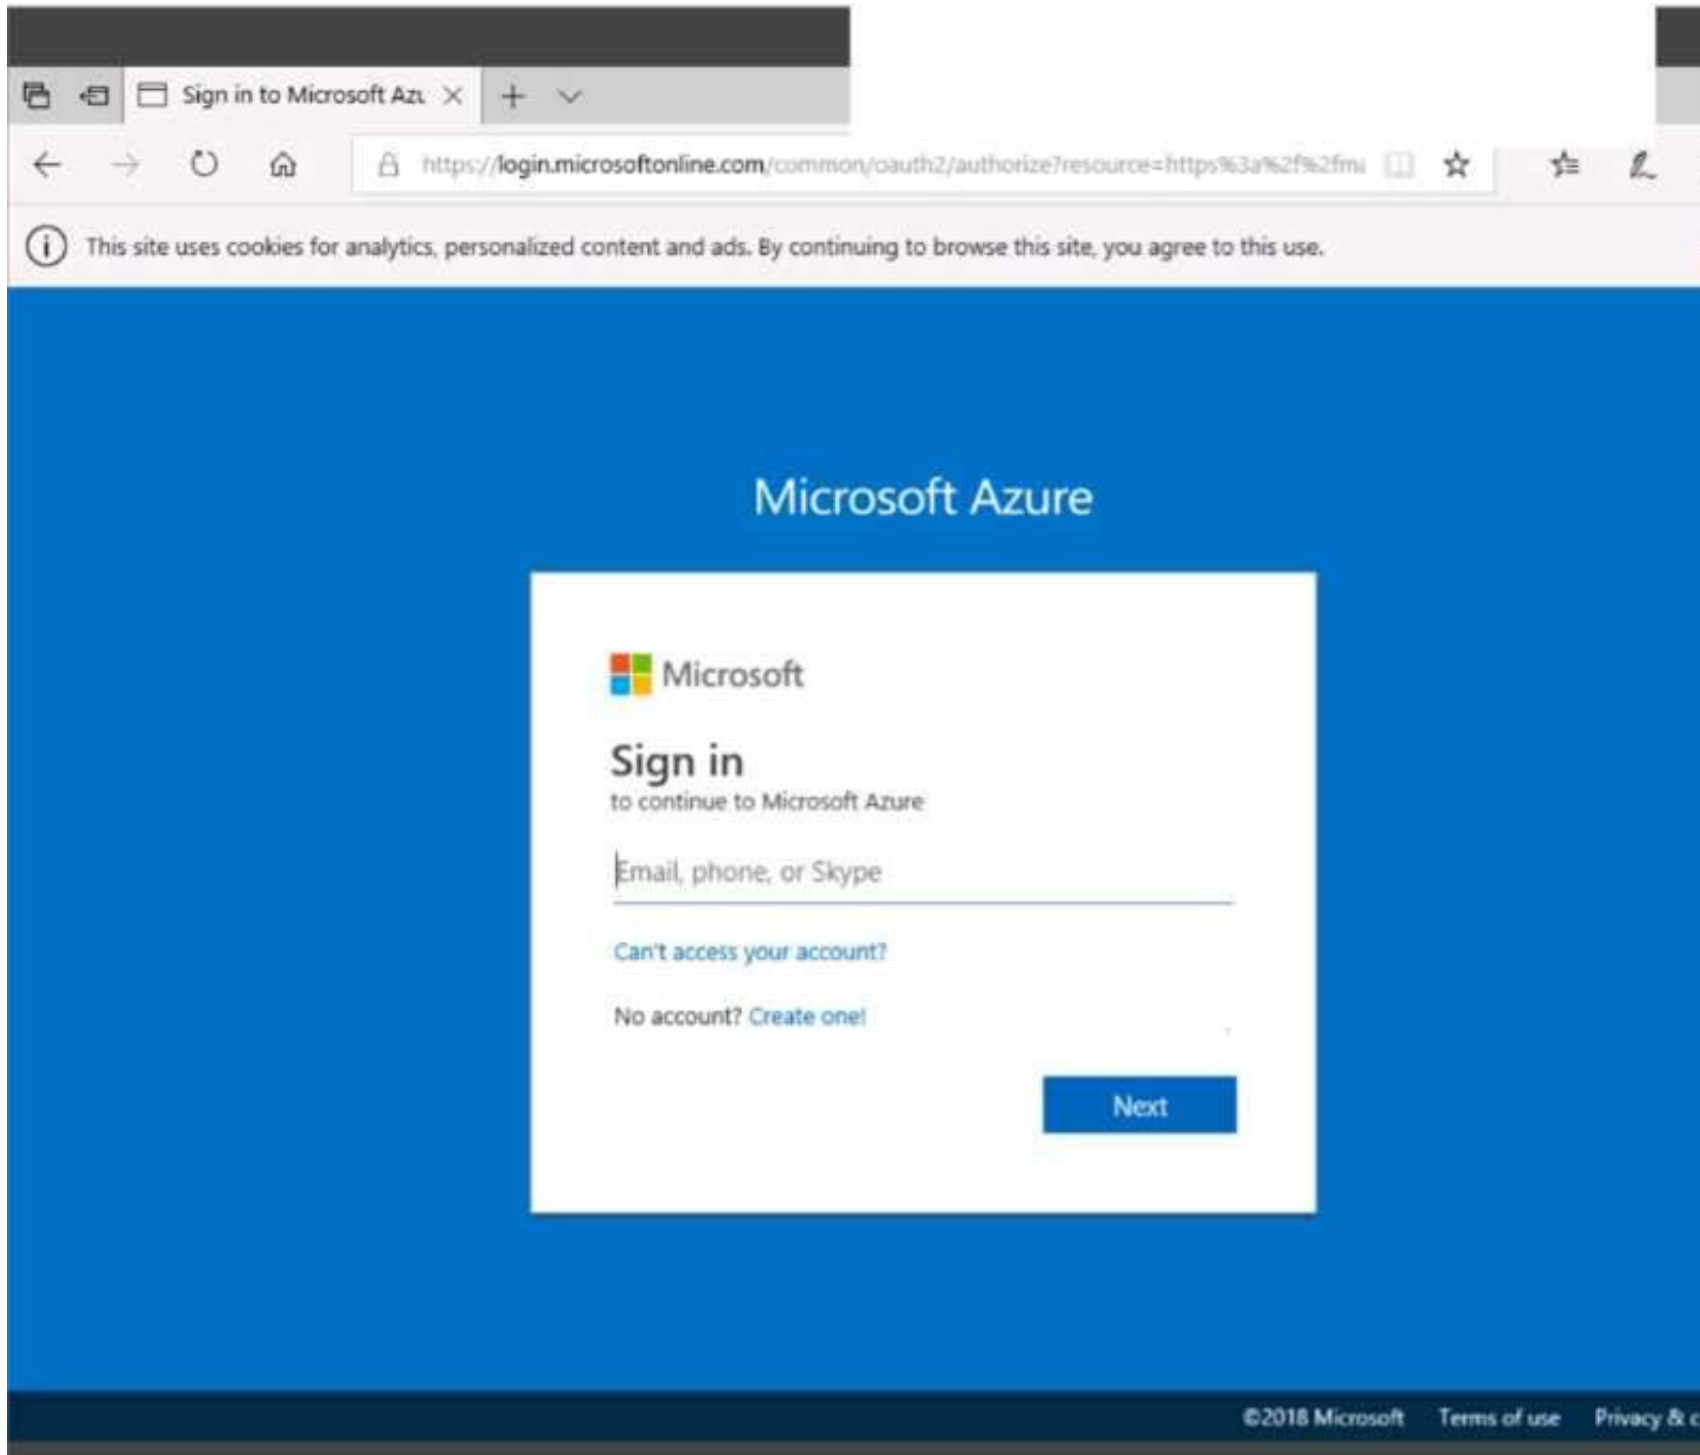 Sign in to Microsoft Azu
https://login.microsoftonline.com/common/oauth2/authorize?resource=https%3a%2f%2fma
This site uses cookies for analytics, personalized content and ads. By continuing to browse this site, you agree to this use.
Microsoft Azure
Microsoft
Sign in
to continue to Microsoft Azure
Email, phone, or Skype
Can't access your account?
No account? Create one!
Next
©2018 Microsoft Terms of use Privacy & c